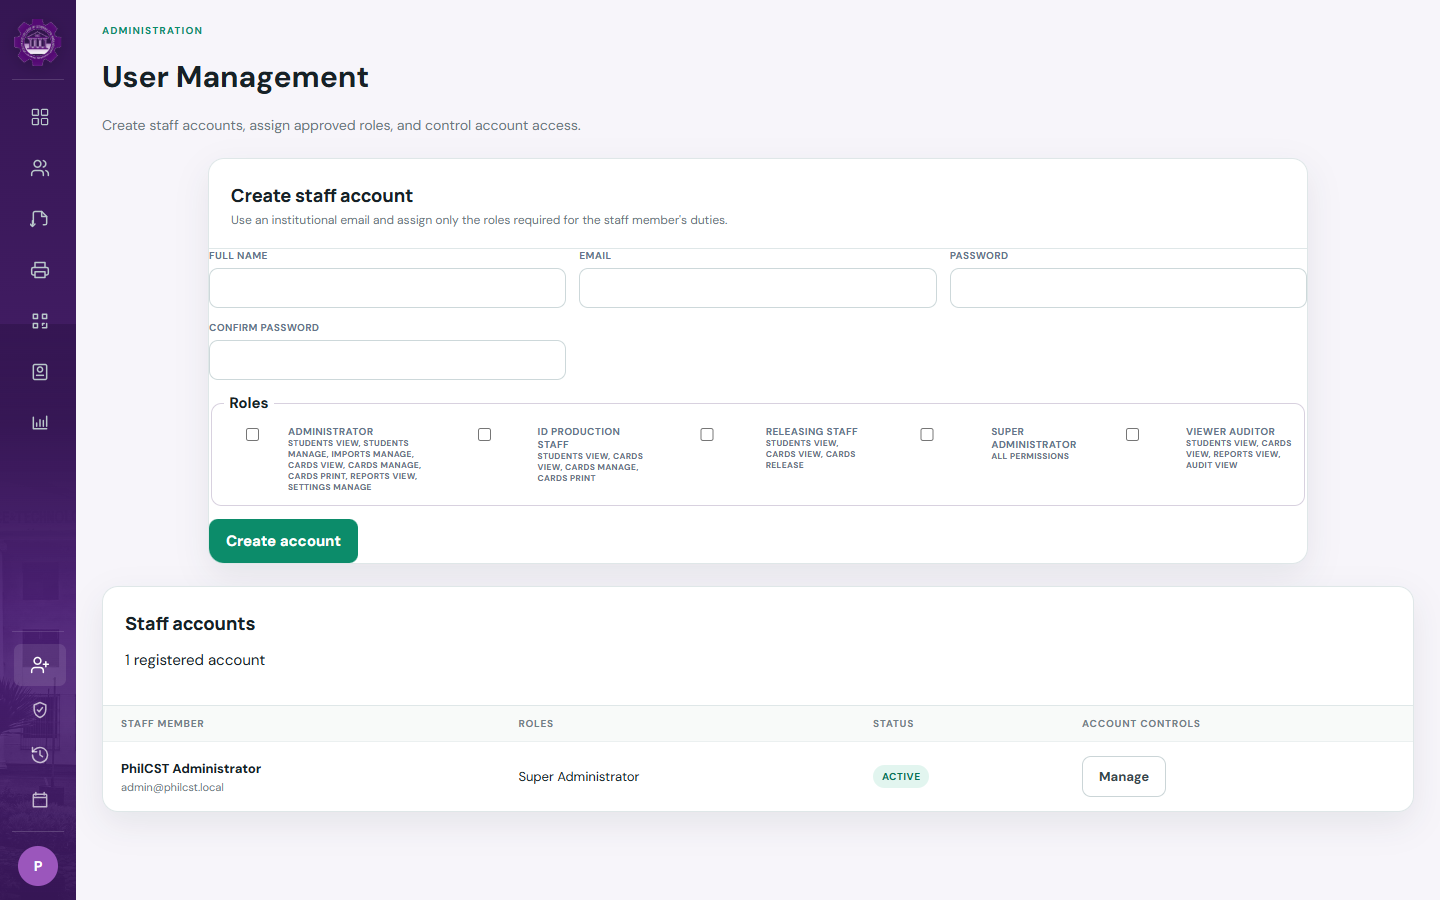 ADMINISTRATION
User Management
Create staff accounts, assign approved roles, and control account access.
Create staff account
Use an institutional email and assign only the roles required for the staff member's duties.
FULL NAME
EMAIL
PASSWORD
CONFIRM PASSWORD
Roles
ADMINISTRATOR
STUDENTS VIEW, STUDENTS
MANAGE, IMPORTS MANAGE,
CARDS VIEW, CARDS MANAGE,
CARDS PRINT, REPORTS VIEW,
SETTINGS MANAGE
ID PRODUCTION
STAFF
STUDENTS VIEW, CARDS
VIEW, CARDS MANAGE,
CARDS PRINT
RELEASING STAFF
STUDENTS VIEW,
CARDS VIEW, CARDS
RELEASE
SUPER
ADMINISTRATOR
ALL PERMISSIONS
VIEWER AUDITOR
STUDENTS VIEW, CARDS
VIEW, REPORTS VIEW,
AUDIT VIEW
Create account
Staff accounts
1 registered account
STAFF MEMBER
ROLES
STATUS
ACCOUNT CONTROLS
PhilCST Administrator
admin@philcst.local
Super Administrator
ACTIVE
Manage
P